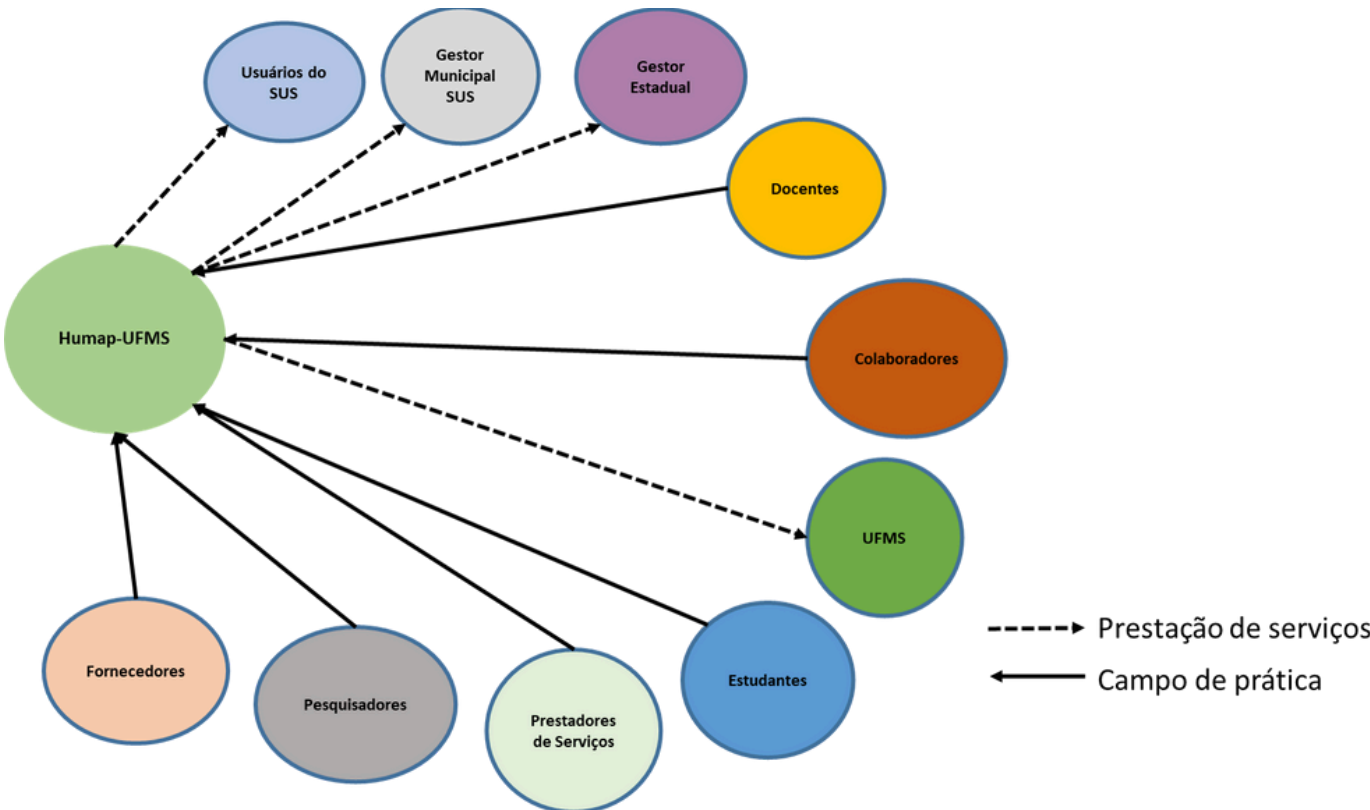 Usuários do
SUS
Gestor
Municipal
SUS
Gestor
Estadual
Docentes
Humap-UFMS
Colaboradores
UFMS
Fornecedores
Pesquisadores
Prestadores
de Serviços
Estudantes
Prestação de serviços
Campo de prática